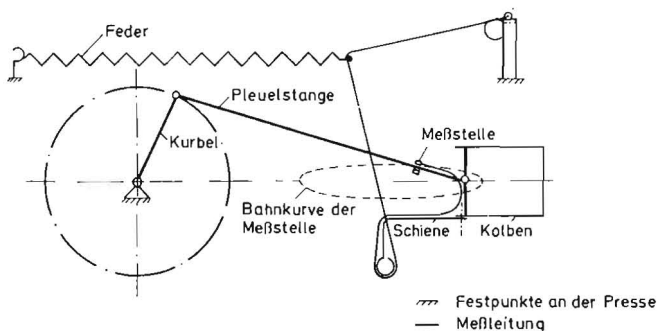 Feder
Pleuelstange
Kurbel
Meßstelle
Bahnkurve der
Meßstelle
Schiene
Kolben
Festpunkte an der Presse
Meßleitung